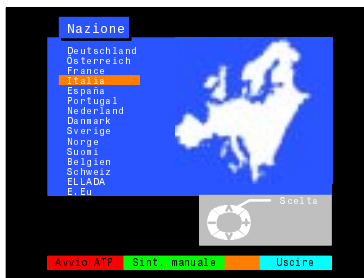 Nazione
Deutschland
Österreich
France
Italia
España
Portugal
Nederland
Danmark
Sverige
Norge
Suomi
Belgien
Schweiz
ELLADA
E.Eu
Scelta
Avvio ATP Sint. manuale Uscire